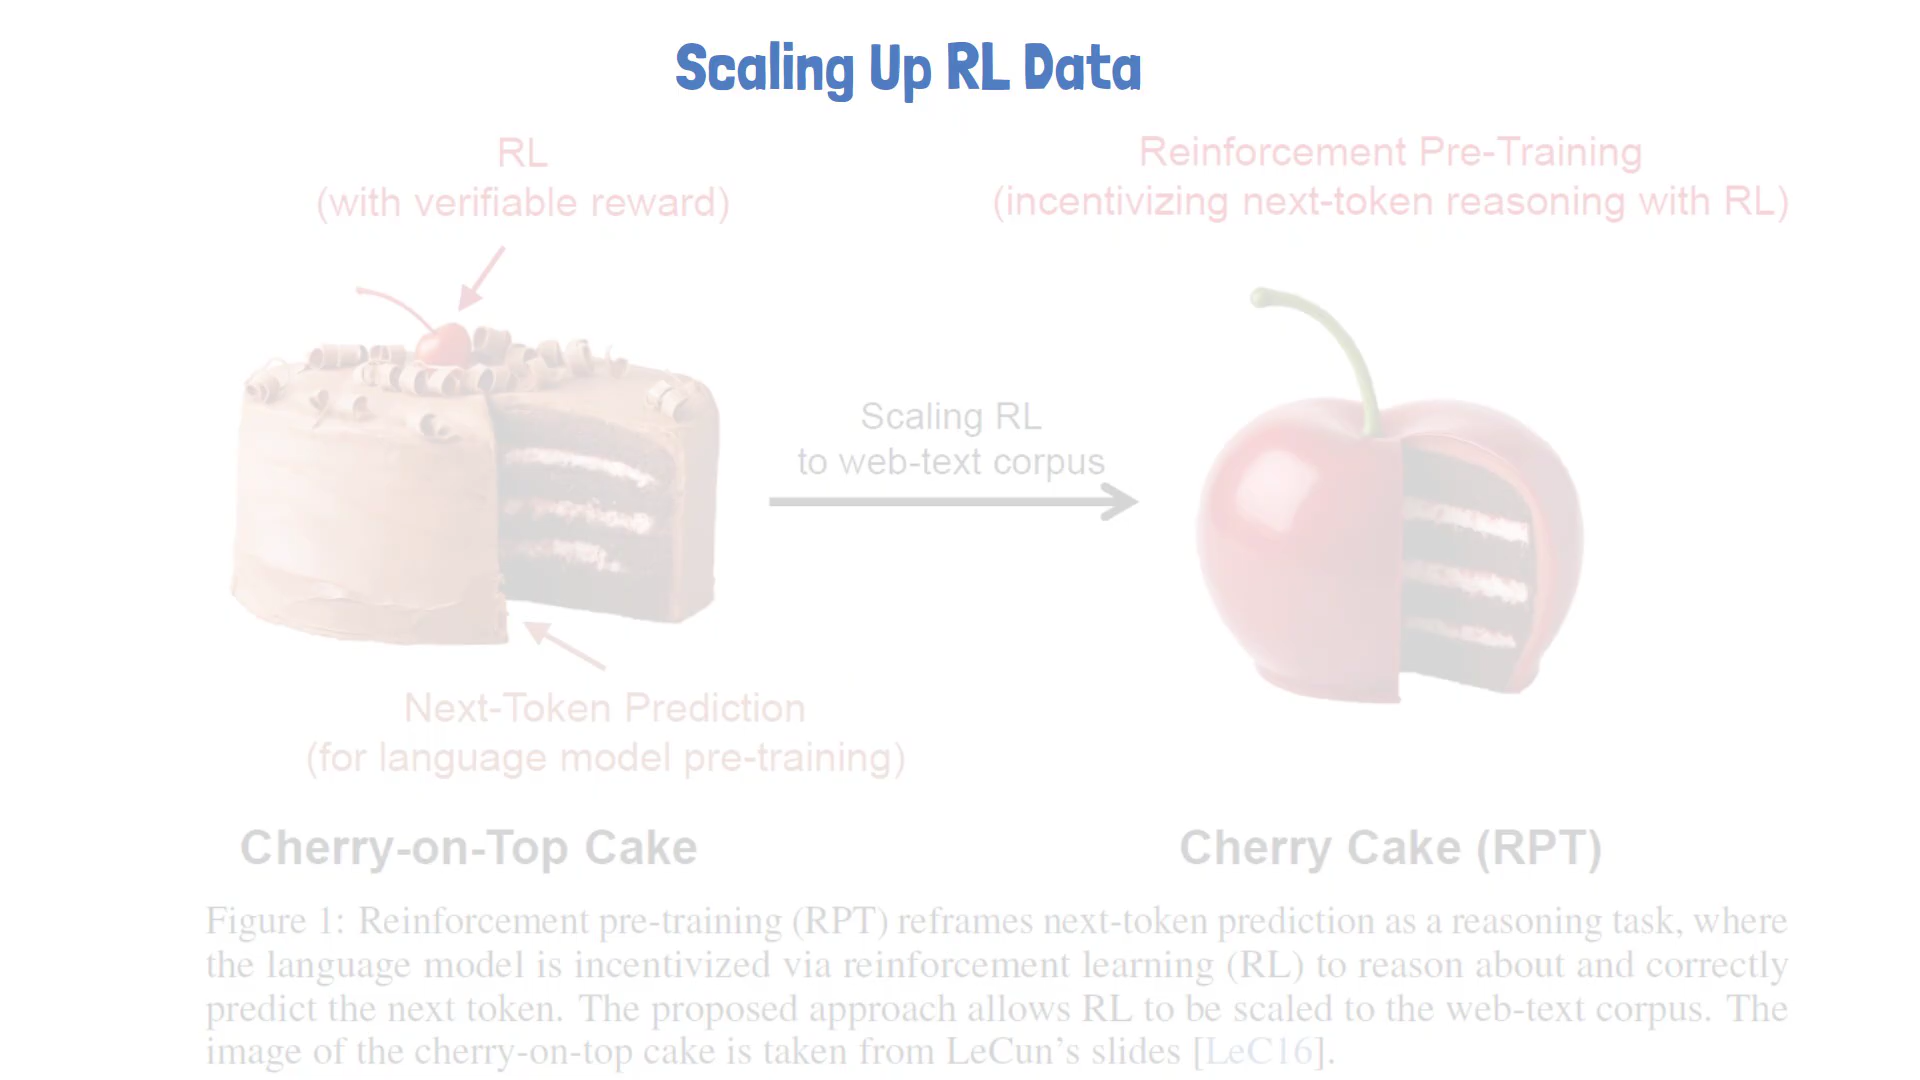 Scaling Up RL Data
RL
(with verifiable reward)
Reinforcement Pre-Training
(incentivizing next-token reasoning with RL)
Scaling RL
to web-text corpus
Next-Token Prediction
(for language model pre-training)
Cherry-on-Top Cake
Cherry Cake (RPT)
Figure 1: Reinforcement pre-training (RPT) reframes next-token prediction as a reasoning task, where
the language model is incentivized via reinforcement learning (RL) to reason about and correctly
predict the next token. The proposed approach allows RL to be scaled to the web-text corpus. The
image of the cherry-on-top cake is taken from LeCun's slides [LeC16].